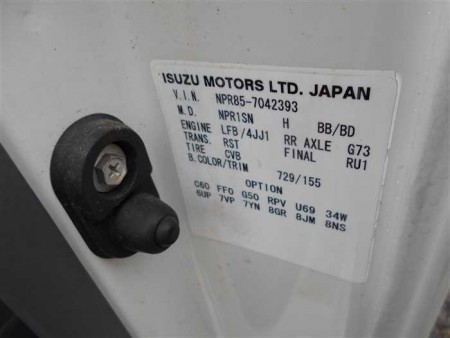 ISUZU MOTORS LTD. JAPAN
V.I.N. NPR85-7042393
M.D. NPR1SN H BB/BD
ENGINE LFB/4JJ1 RR AXLE G73
TRANS. RST FINAL RU1
TIRE CVB
B.COLOR/TRIM 729/155
OPTION
C60 FF0 G50 RPV U69 34W
6UP 7VP 7YN 8GR 8JM 8NS